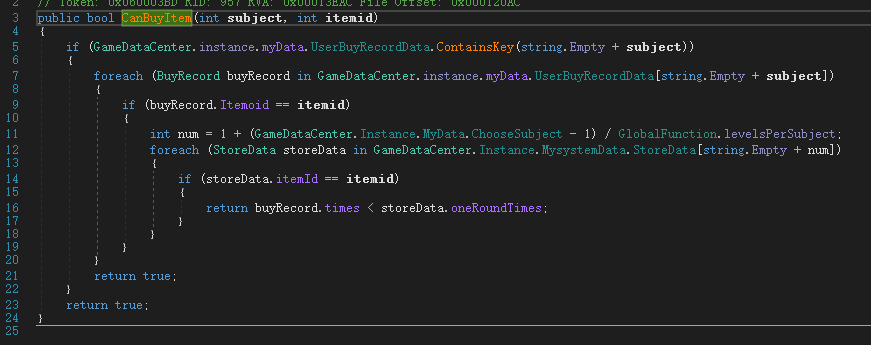 2 // Token: 0x060003BD RID: 957 RVA: 0x00013EAC File Offset: 0x000120AC
3 public bool CanBuyItem(int subject, int itemid)
4 {
5 if (GameDataCenter.instance.myData.UserBuyRecordData.ContainsKey(string.Empty + subject))
6 {
7 foreach (BuyRecord buyRecord in GameDataCenter.instance.myData.UserBuyRecordData[string.Empty + subject])
8 {
9 if (buyRecord.Itemoid == itemid)
10 {
11 int num = 1 + (GameDataCenter.Instance.MyData.ChooseSubject - 1) / GlobalFunction.levelsPerSubject;
12 foreach (StoreData storeData in GameDataCenter.Instance.MysystemData.StoreData[string.Empty + num])
13 {
14 if (storeData.itemId == itemid)
15 {
16 return buyRecord.times < storeData.oneRoundTimes;
17 }
18 }
19 }
20 }
21 return true;
22 }
23 return true;
24 }
25